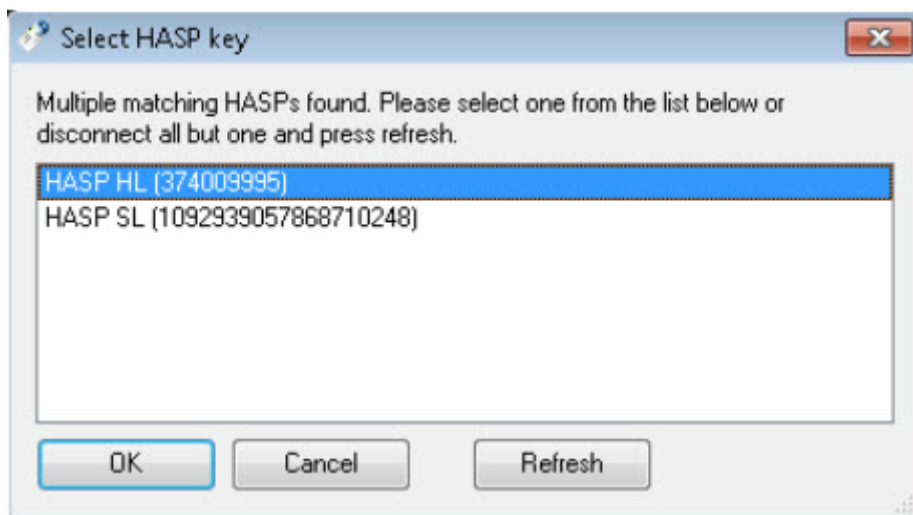 Select HASP key
Multiple matching HASPs found. Please select one from the list below or
disconnect all but one and press refresh.
HASP HL (374009995)
HASP SL (1092939057868710248)
OK
Cancel
Refresh